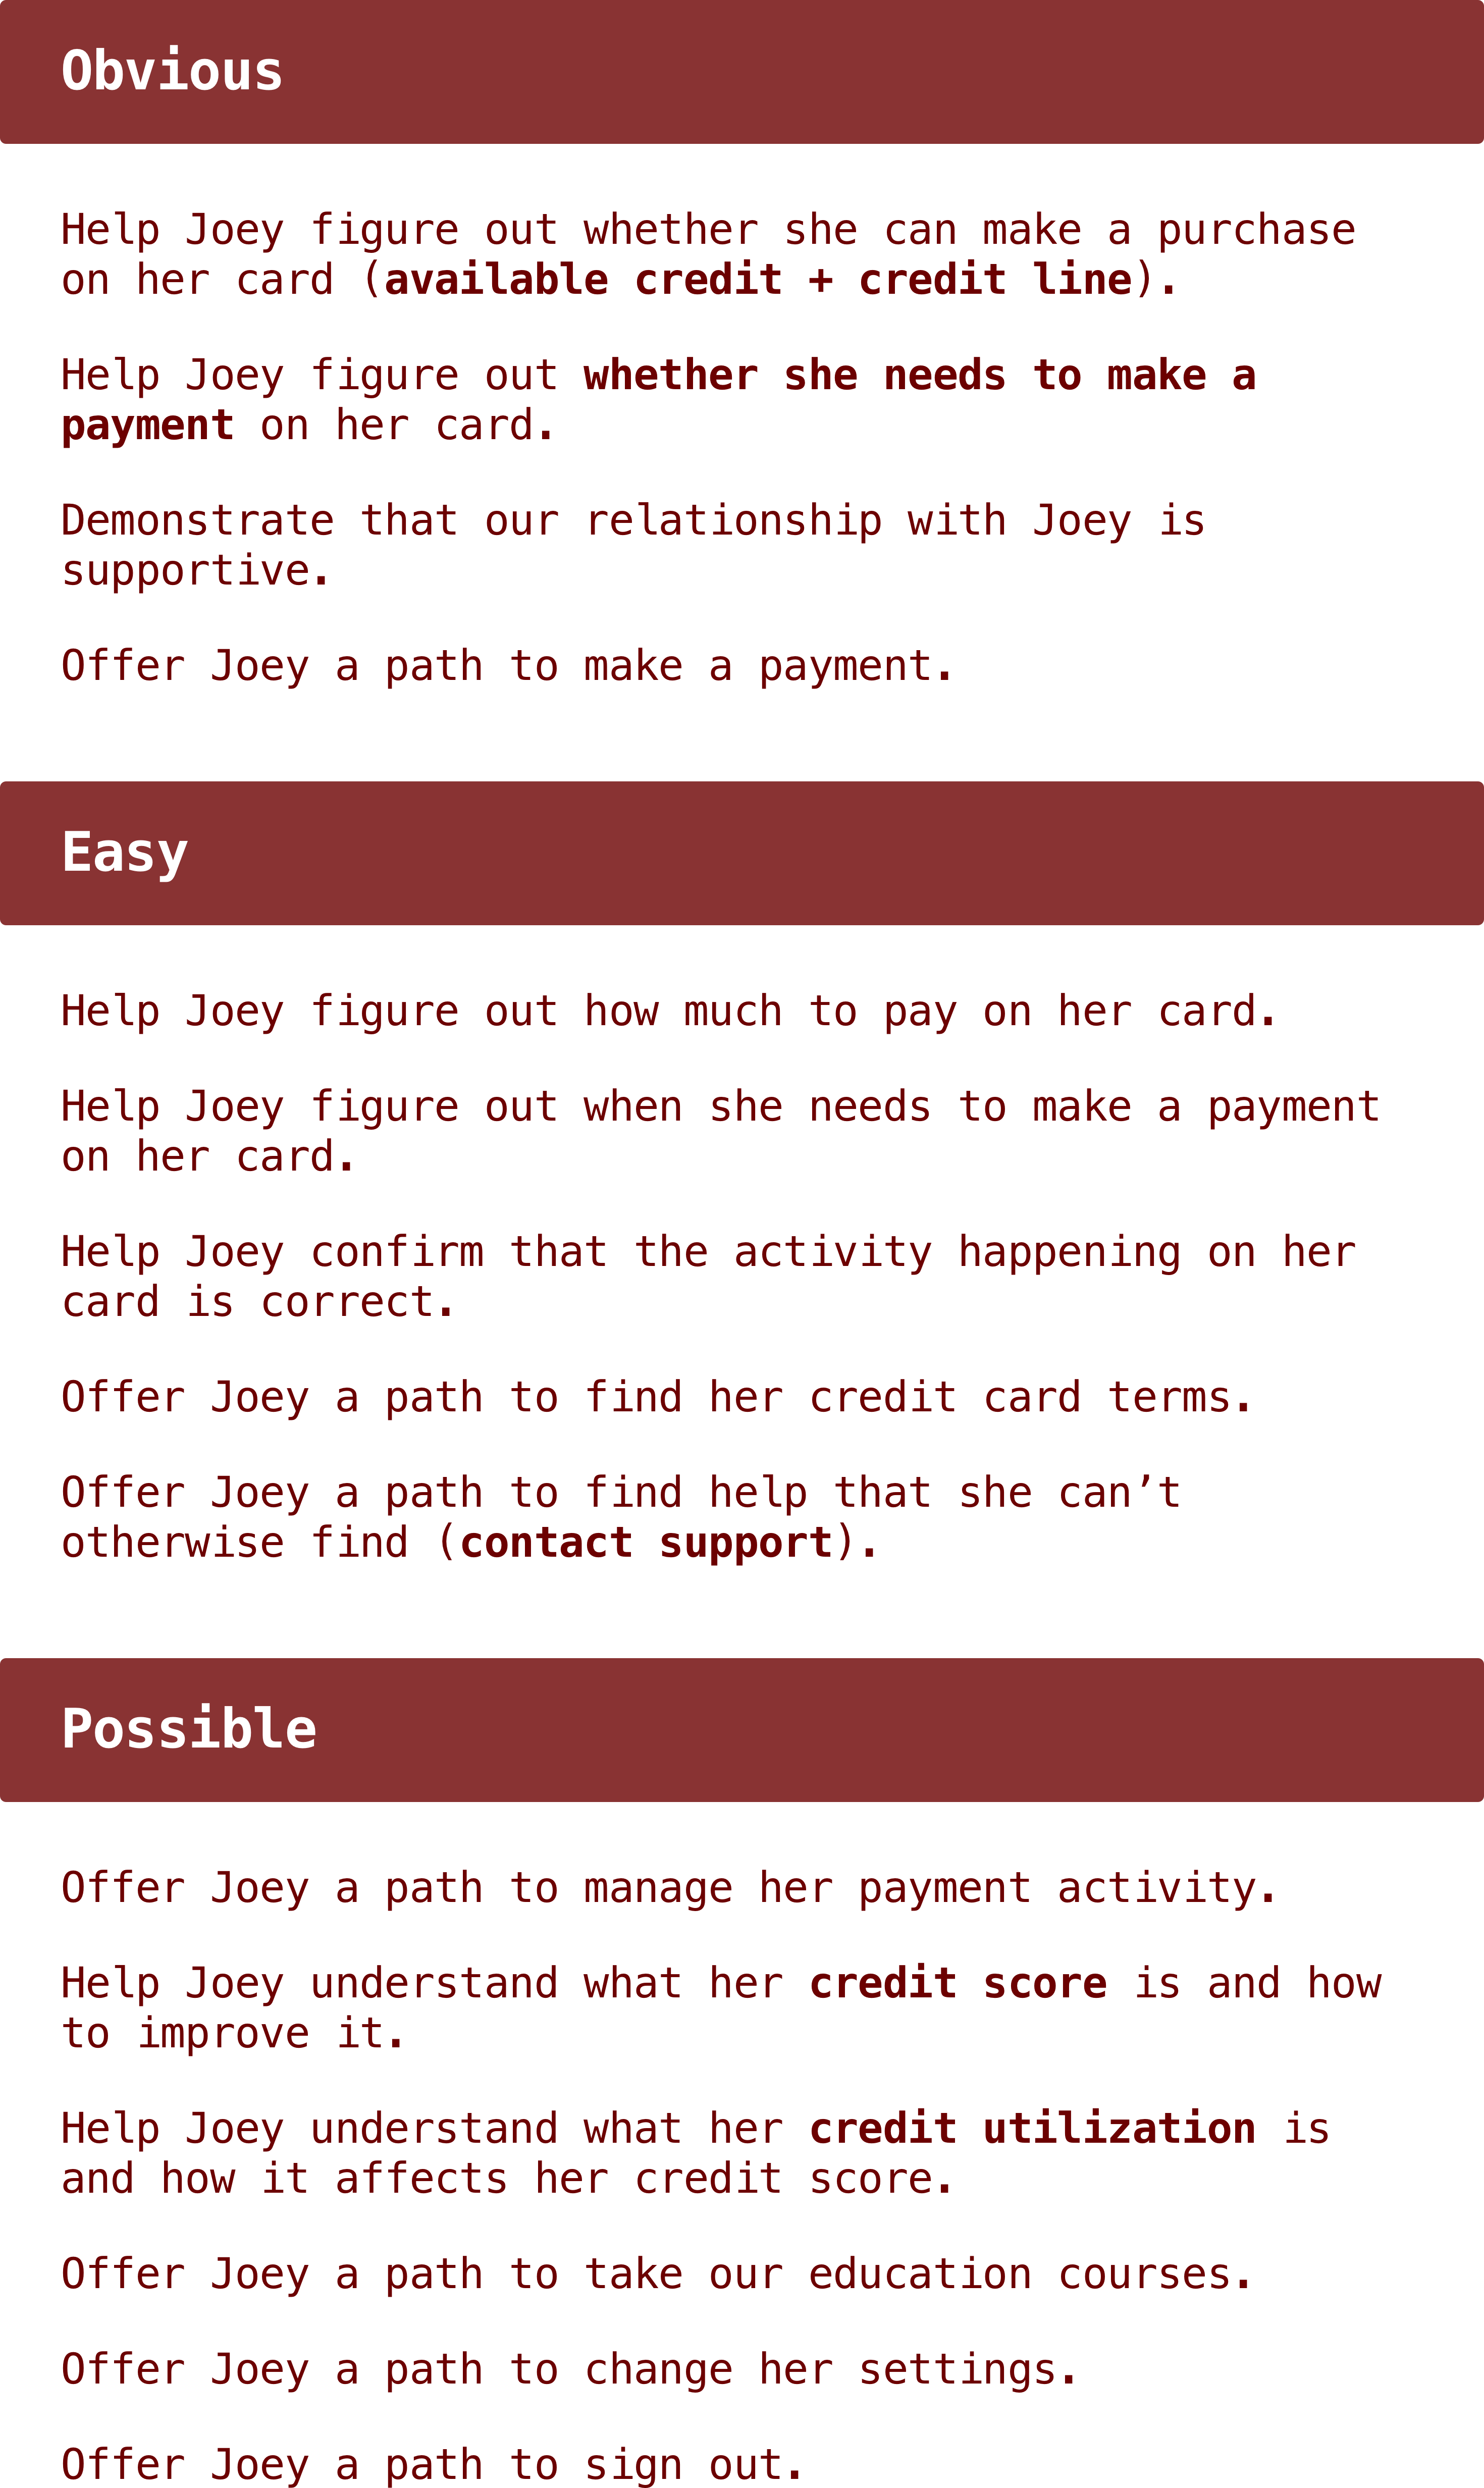 Obvious
Help Joey figure out whether she can make a purchase
on her card (available credit + credit line).
Help Joey figure out whether she needs to make a
payment on her card.
Demonstrate that our relationship with Joey is
supportive.
Offer Joey a path to make a payment.
Easy
Help Joey figure out how much to pay on her card.
Help Joey figure out when she needs to make a payment
on her card.
Help Joey confirm that the activity happening on her
card is correct.
Offer Joey a path to find her credit card terms.
Offer Joey a path to find help that she can’t
otherwise find (contact support).
Possible
Offer Joey a path to manage her payment activity.
Help Joey understand what her credit score is and how
to improve it.
Help Joey understand what her credit utilization is
and how it affects her credit score.
Offer Joey a path to take our education courses.
Offer Joey a path to change her settings.
Offer Joey a path to sign out.